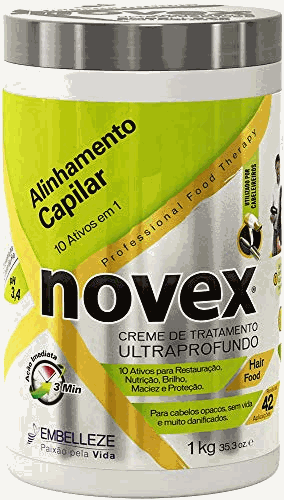 Alinhamento
Capilar
10 Ativos em 1
Professional Food Therapy
UTILIZADO POR
CABELEIREIROS
pH
3,4
novex®
CREME DE TRATAMENTO
ULTRAPROFUNDO
Ação Imediata
3 Min
10 Ativos para Restauração,
Nutrição, Brilho,
Maciez e Proteção.
Hair
Food
Para cabelos opacos, sem vida
e muito danificados.
42
EMBELLEZE
Paixão pela Vida
1 kg 35.3 oz.